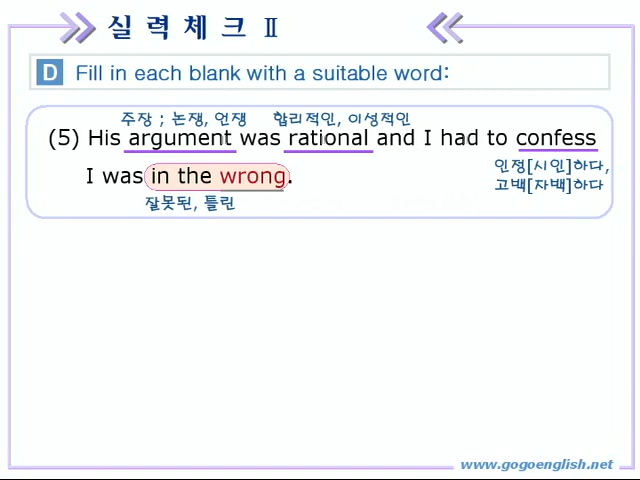 실 력 체 크 Ⅱ
D Fill in each blank with a suitable word:
주장 ; 논쟁, 언쟁 합리적인, 이성적인
(5) His argument was rational and I had to confess
인정[시인]하다,
고백[자백]하다
I was in the wrong.
잘못된, 틀린
www.gogoenglish.net